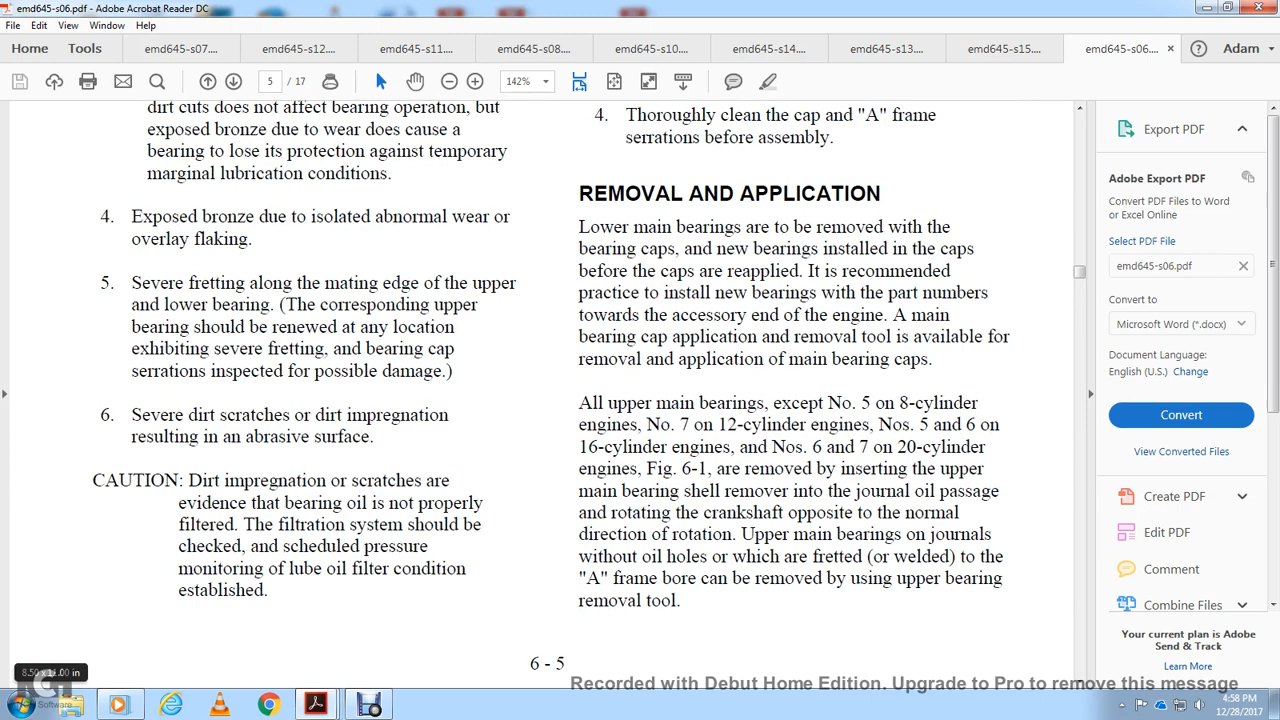 emd645-s06.pdf - Adobe Acrobat Reader DC
File Edit View Window Help
Home Tools emd645-s07.... emd645-s12.... emd645-s11.... emd645-s08.... emd645-s10.... emd645-s14.... emd645-s13.... emd645-s15.... emd645-s06.... × Adam
5 / 17 142%
dirt cuts does not affect bearing operation, but
exposed bronze due to wear does cause a
bearing to lose its protection against temporary
marginal lubrication conditions.
4. Exposed bronze due to isolated abnormal wear or
overlay flaking.
5. Severe fretting along the mating edge of the upper
and lower bearing. (The corresponding upper
bearing should be renewed at any location
exhibiting severe fretting, and bearing cap
serrations inspected for possible damage.)
6. Severe dirt scratches or dirt impregnation
resulting in an abrasive surface.
CAUTION: Dirt impregnation or scratches are
evidence that bearing oil is not properly
filtered. The filtration system should be
checked, and scheduled pressure
monitoring of lube oil filter condition
established.
4. Thoroughly clean the cap and "A" frame
serrations before assembly.
REMOVAL AND APPLICATION
Lower main bearings are to be removed with the
bearing caps, and new bearings installed in the caps
before the caps are reapplied. It is recommended
practice to install new bearings with the part numbers
towards the accessory end of the engine. A main
bearing cap application and removal tool is available for
removal and application of main bearing caps.
All upper main bearings, except No. 5 on 8-cylinder
engines, No. 7 on 12-cylinder engines, Nos. 5 and 6 on
16-cylinder engines, and Nos. 6 and 7 on 20-cylinder
engines, Fig. 6-1, are removed by inserting the upper
main bearing shell remover into the journal oil passage
and rotating the crankshaft opposite to the normal
direction of rotation. Upper main bearings on journals
without oil holes or which are fretted (or welded) to the
"A" frame bore can be removed by using upper bearing
removal tool.
6 - 5
8.50 x 11.00 in
Export PDF
Adobe Export PDF
Convert PDF Files to Word
or Excel Online
Select PDF File
emd645-s06.pdf
Convert to
Microsoft Word (*.docx)
Document Language:
English (U.S.) Change
Convert
View Converted Files
Create PDF
Edit PDF
Comment
Combine Files
Your current plan is Adobe
Send & Track
Learn More
Recorded with Debut Home Edition. Upgrade to Pro to remove this message
Software
4:58 PM
12/28/2017